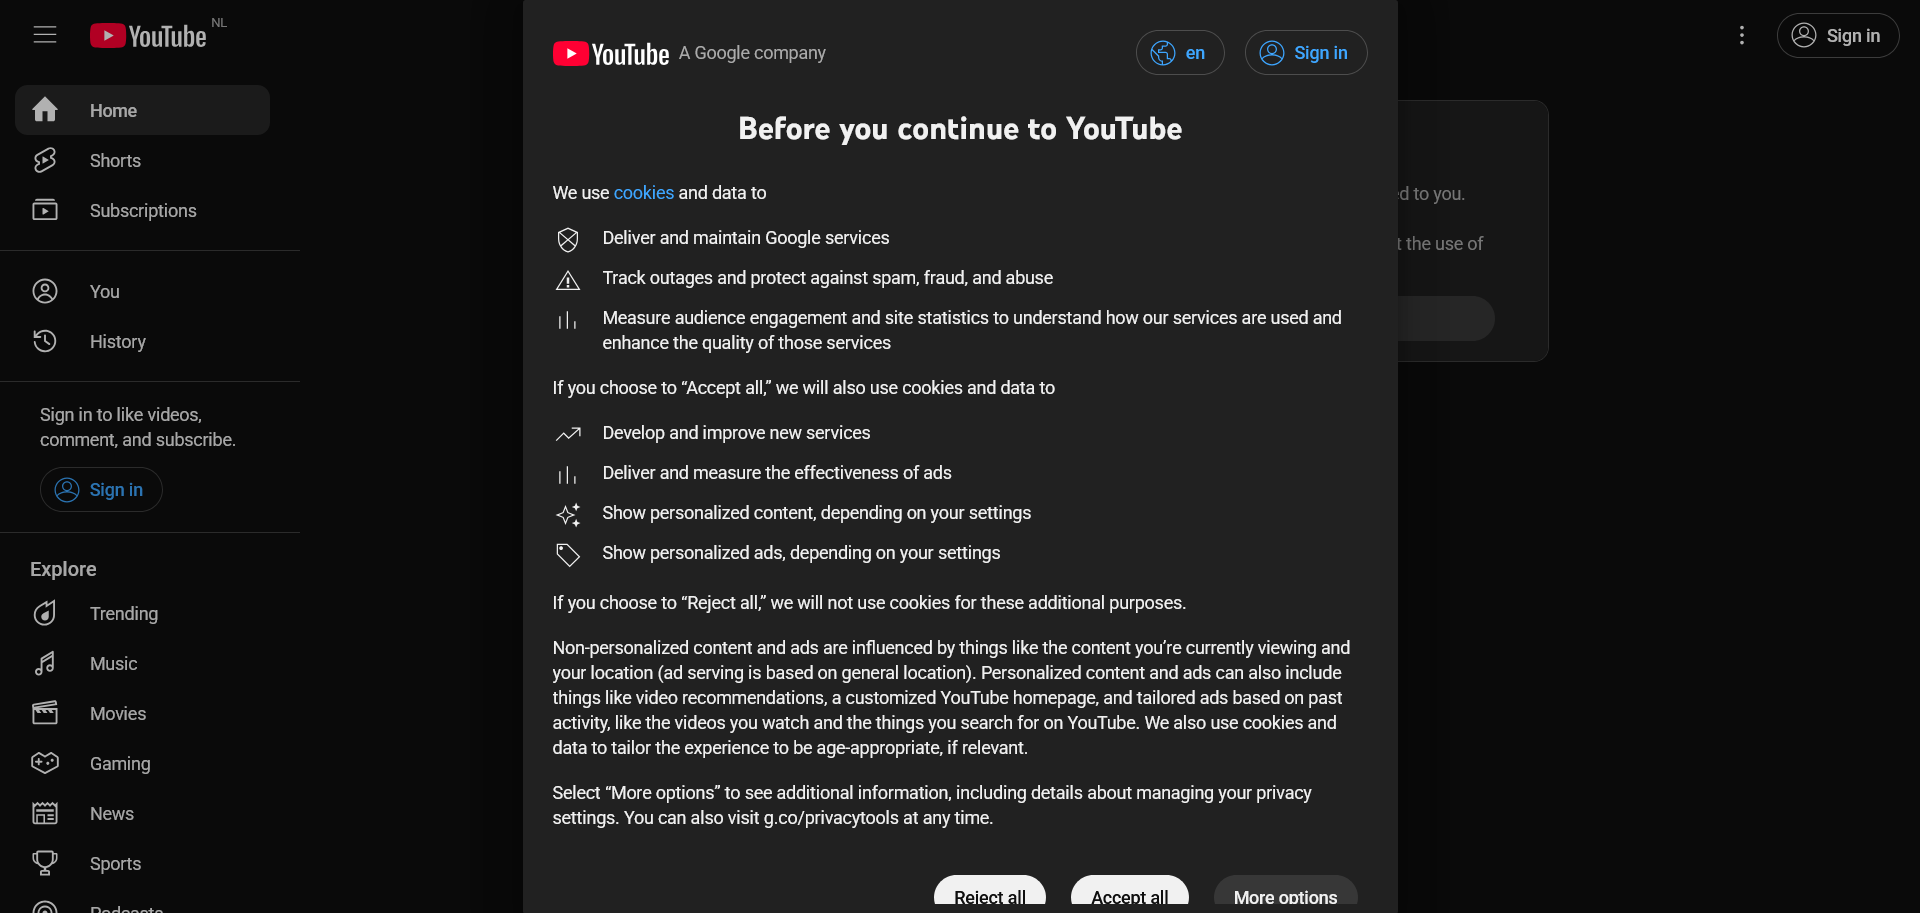 YouTube NL
Sign in
Home
Shorts
Subscriptions
You
History
Sign in to like videos,
comment, and subscribe.
Sign in
Explore
Trending
Music
Movies
Gaming
News
Sports
Podcasts
YouTube A Google company
en
Sign in
Before you continue to YouTube
We use cookies and data to
Deliver and maintain Google services
Track outages and protect against spam, fraud, and abuse
Measure audience engagement and site statistics to understand how our services are used and
enhance the quality of those services
If you choose to “Accept all,” we will also use cookies and data to
Develop and improve new services
Deliver and measure the effectiveness of ads
Show personalized content, depending on your settings
Show personalized ads, depending on your settings
If you choose to “Reject all,” we will not use cookies for these additional purposes.
Non-personalized content and ads are influenced by things like the content you’re currently viewing and
your location (ad serving is based on general location). Personalized content and ads can also include
things like video recommendations, a customized YouTube homepage, and tailored ads based on past
activity, like the videos you watch and the things you search for on YouTube. We also use cookies and
data to tailor the experience to be age-appropriate, if relevant.
Select “More options” to see additional information, including details about managing your privacy
settings. You can also visit g.co/privacytools at any time.
Reject all
Accept all
More options
to you.
the use of